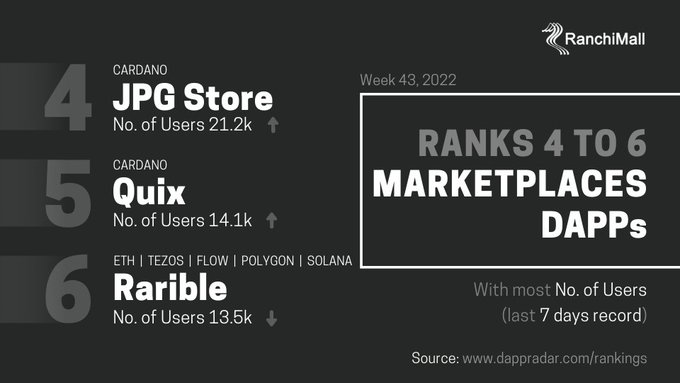 RanchiMall
Week 43, 2022
RANKS 4 TO 6
MARKETPLACES
DAPPs
4
CARDANO
JPG Store
No. of Users 21.2k
5
CARDANO
Quix
No. of Users 14.1k
6
ETH | TEZOS | FLOW | POLYGON | SOLANA
Rarible
No. of Users 13.5k
With most No. of Users
(last 7 days record)
Source: www.dappradar.com/rankings